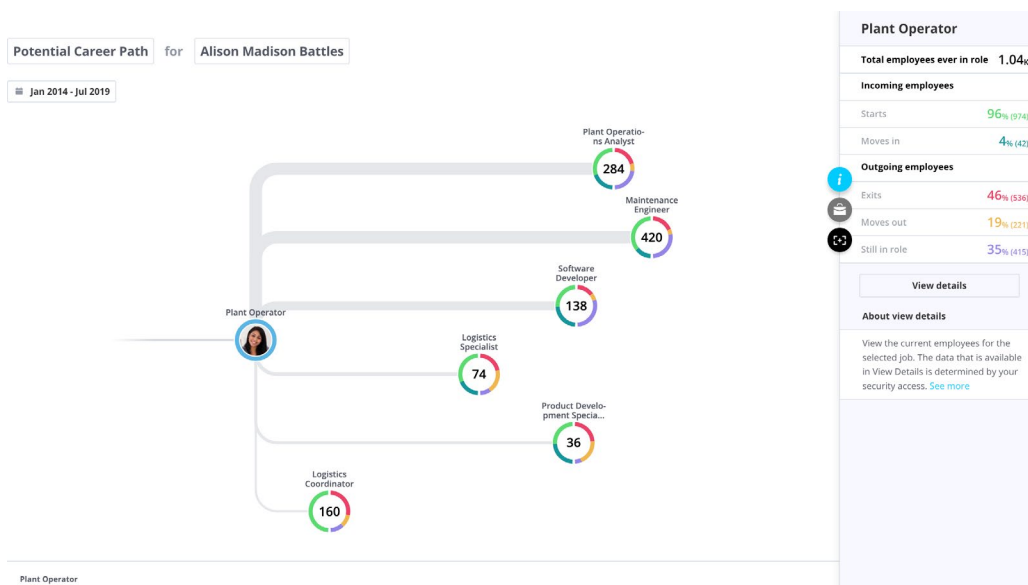 Potential Career Path for Alison Madison Battles
Jan 2014 - Jul 2019
Plant Operatio-
ns Analyst
284
Maintenance
Engineer
420
Software
Developer
138
Plant Operator
Logistics
Specialist
74
Product Develo-
pment Specia...
36
Logistics
Coordinator
160
Plant Operator
Plant Operator
Total employees ever in role 1.04K
Incoming employees
Starts 96% (974)
Moves in 4% (42)
Outgoing employees
i
Exits 46% (536)
Moves out 19% (221)
Still in role 35% (415)
View details
About view details
View the current employees for the
selected job. The data that is available
in View Details is determined by your
security access. See more